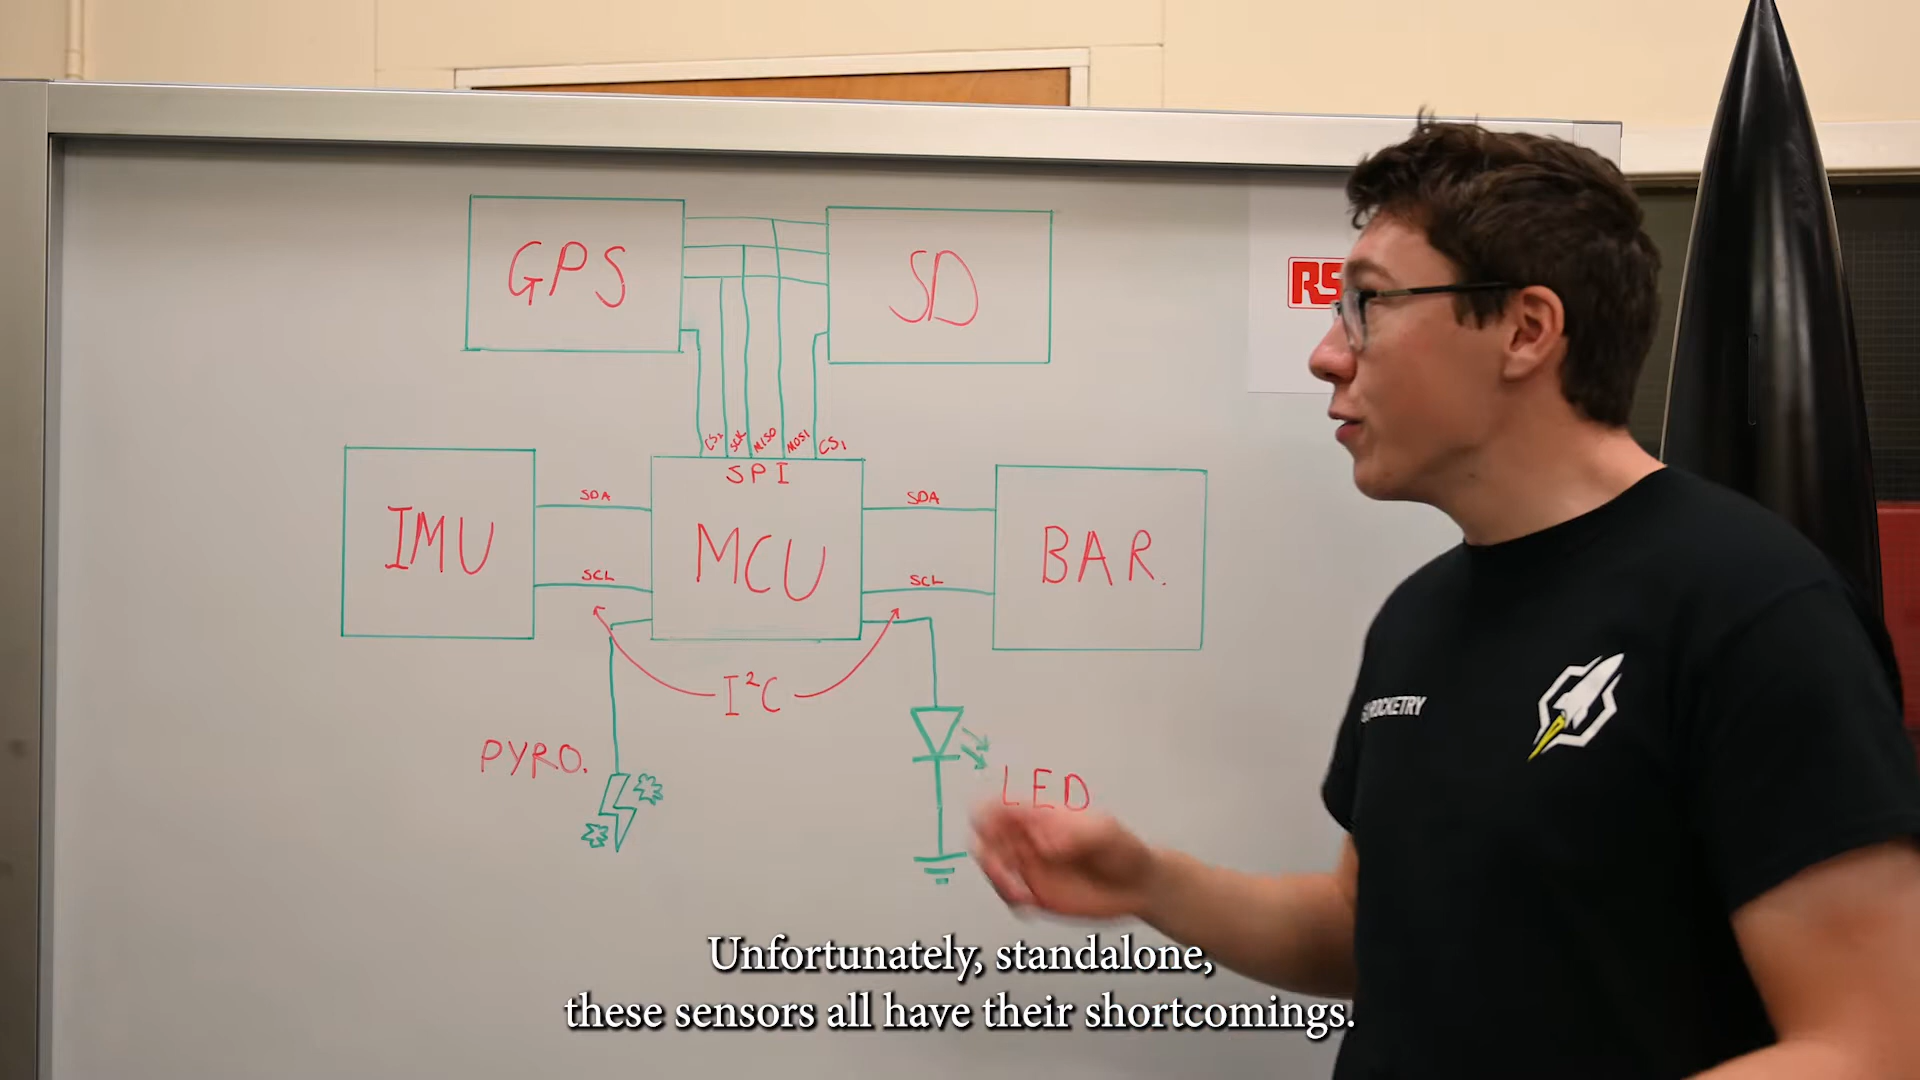 GPS
SD
RS
CS2
SCK
MISO
MOSI
CS1
SPI
SDA
SDA
IMU
MCU
BAR.
SCL
SCL
I²C
PYRO.
LED
ROCKETRY
Unfortunately, standalone,
these sensors all have their shortcomings.